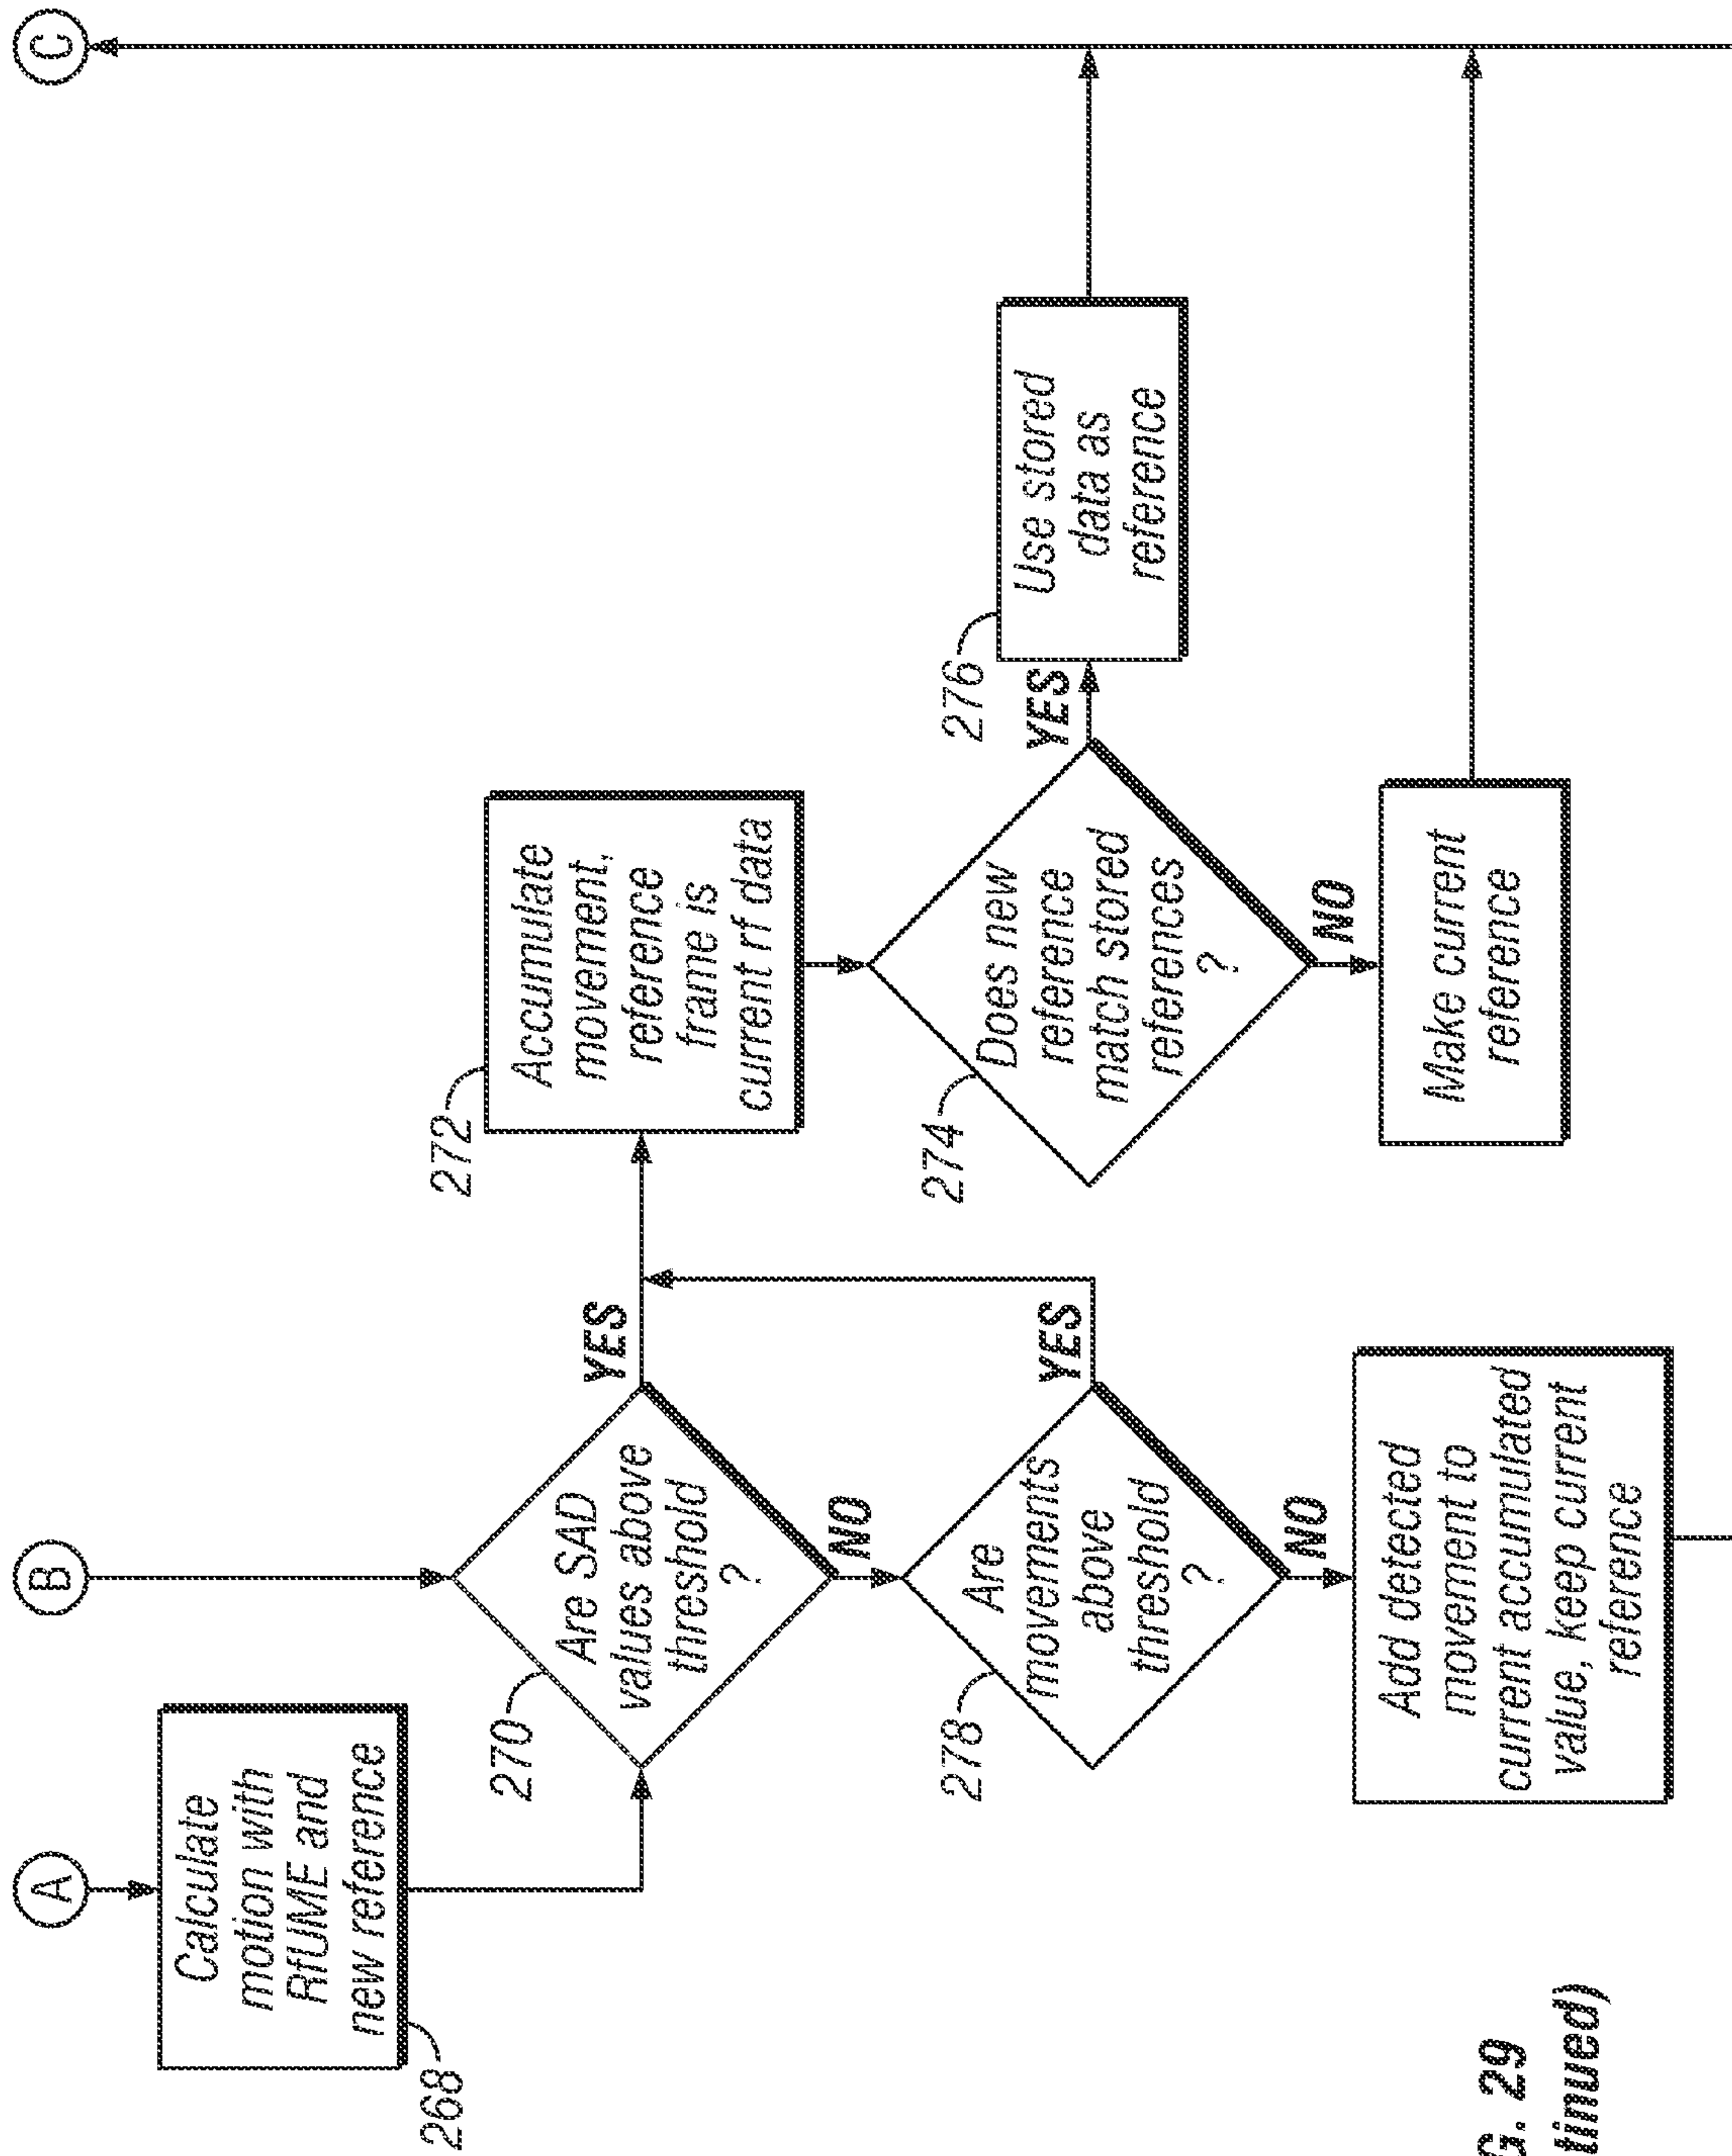 A
B
C
Calculate
motion with
RfUME and
new reference
268
270
Are SAD
values above
threshold
?
YES
NO
272
Accumulate
movement,
reference
frame is
current rf data
274
Does new
reference
match stored
references
?
YES
NO
276
Use stored
data as
reference
Make current
reference
278
Are
movements
above
threshold
?
YES
NO
Add detected
movement to
current accumulated
value, keep current
reference
G. 29
tinued)